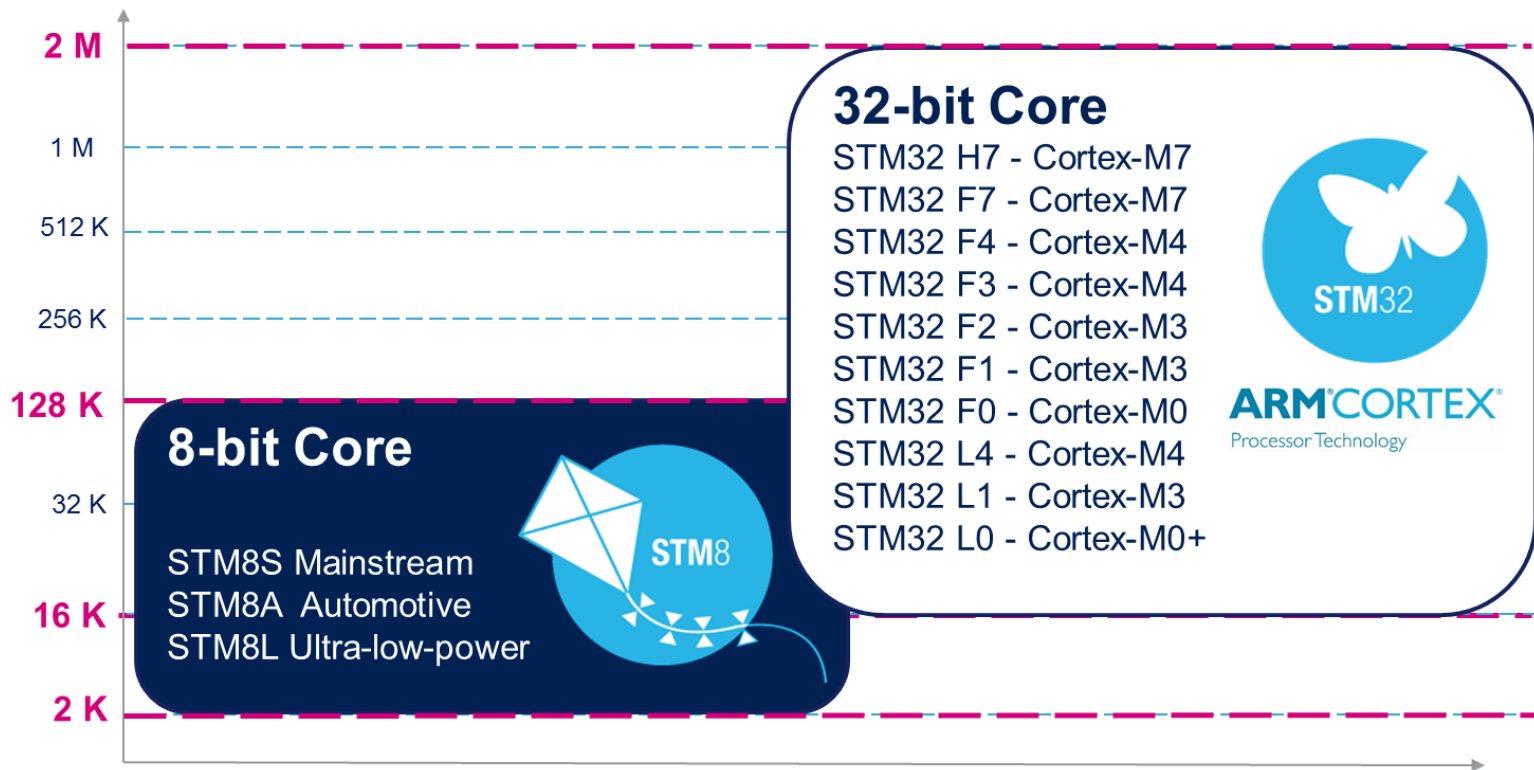 2 M
1 M
512 K
256 K
128 K
32 K
16 K
2 K
8-bit Core
STM8S Mainstream
STM8A  Automotive
STM8L Ultra-low-power
STM8
32-bit Core
STM32 H7 - Cortex-M7
STM32 F7 - Cortex-M7
STM32 F4 - Cortex-M4
STM32 F3 - Cortex-M4
STM32 F2 - Cortex-M3
STM32 F1 - Cortex-M3
STM32 F0 - Cortex-M0
STM32 L4 - Cortex-M4
STM32 L1 - Cortex-M3
STM32 L0 - Cortex-M0+
STM32
ARM®CORTEX®
Processor Technology